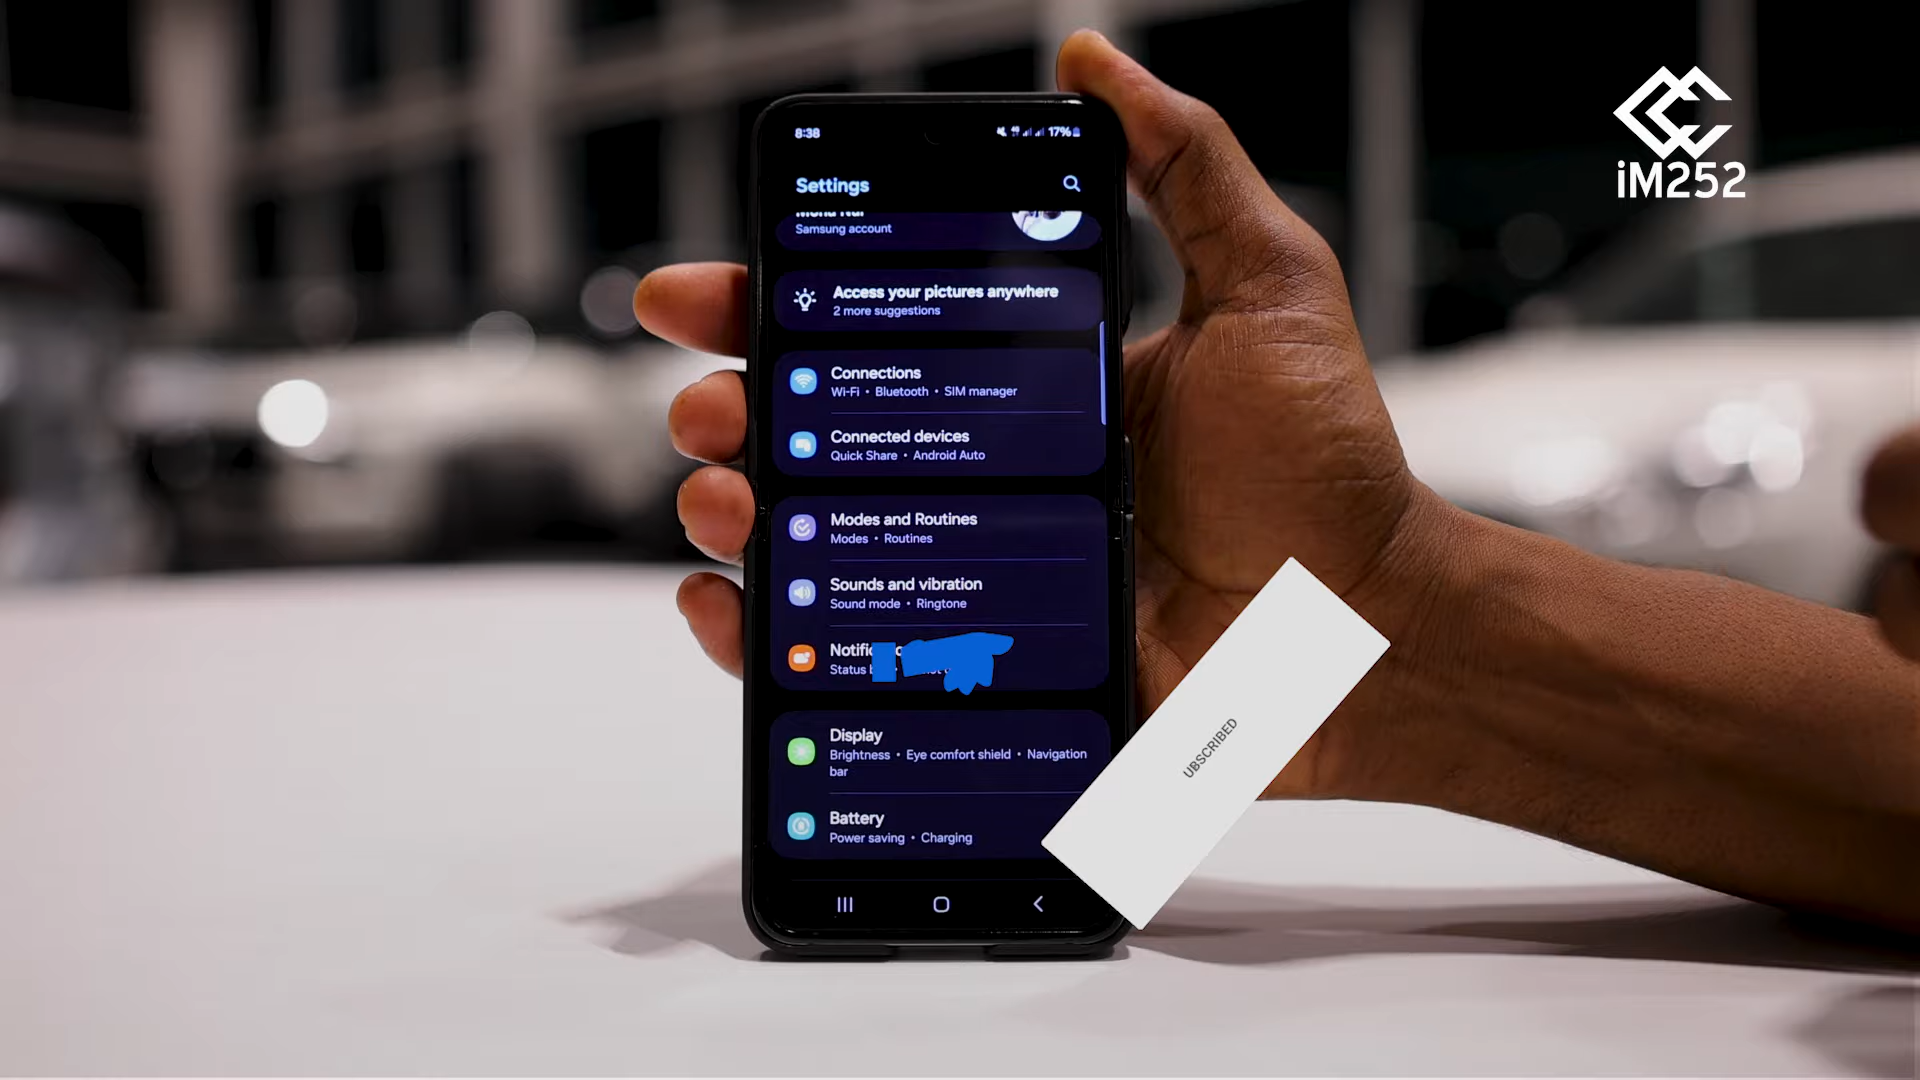 iM252
8:38
17%
Settings
Samsung account
Access your pictures anywhere
2 more suggestions
Connections
Wi-Fi • Bluetooth • SIM manager
Connected devices
Quick Share • Android Auto
Modes and Routines
Modes • Routines
Sounds and vibration
Sound mode • Ringtone
Status
Display
Brightness • Eye comfort shield • Navigation
bar
Battery
Power saving • Charging
UBSCRIBED